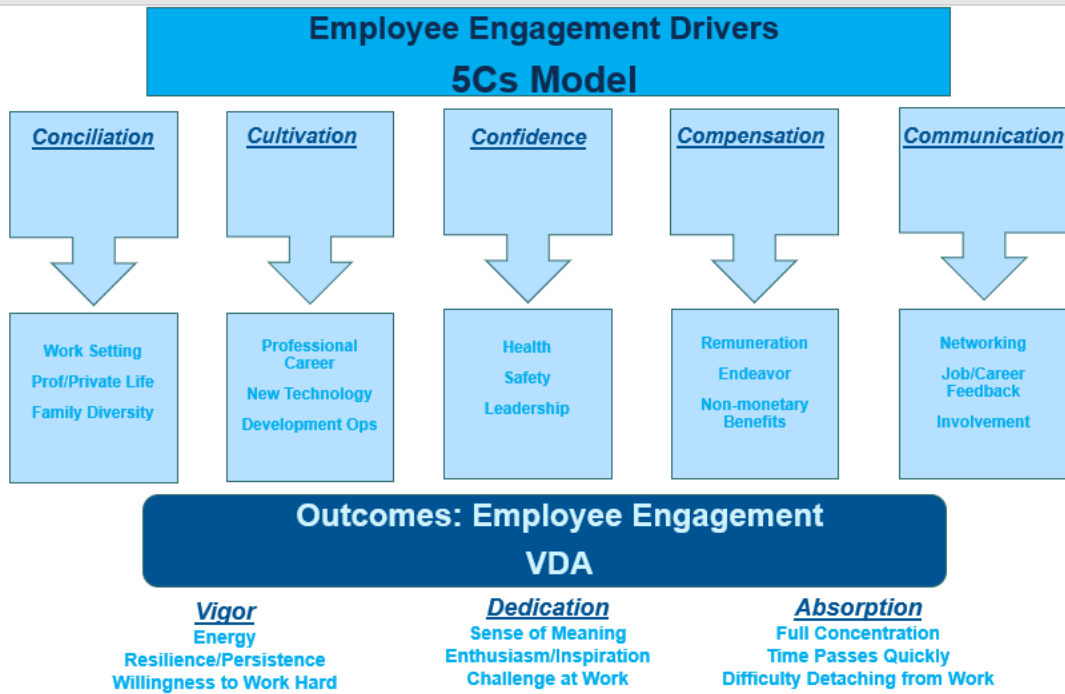 Employee Engagement Drivers
5Cs Model
Conciliation
Cultivation
Confidence
Compensation
Communication
Work Setting
Prof/Private Life
Family Diversity
Professional
Career
New Technology
Development Ops
Health
Safety
Leadership
Remuneration
Endeavor
Non-monetary
Benefits
Networking
Job/Career
Feedback
Involvement
Outcomes: Employee Engagement
VDA
Vigor
Energy
Resilience/Persistence
Willingness to Work Hard
Dedication
Sense of Meaning
Enthusiasm/Inspiration
Challenge at Work
Absorption
Full Concentration
Time Passes Quickly
Difficulty Detaching from Work